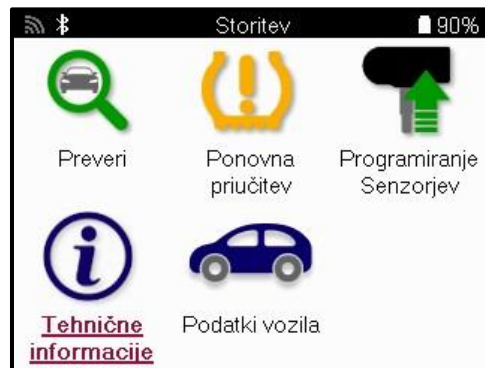 Storitev 90%
Preveri
Ponovna
priučitev
Programiranje
Senzorjev
Tehnične
informacije
Podatki vozila